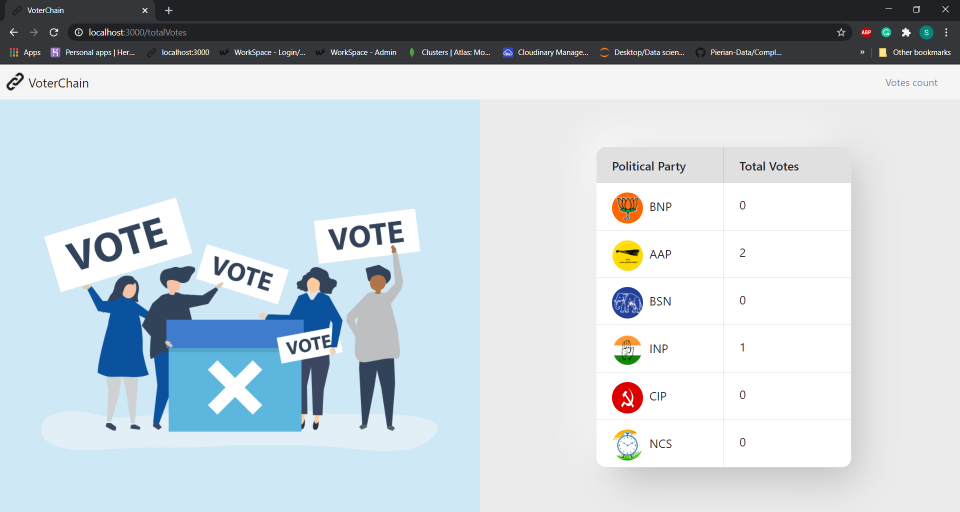 VoterChain
localhost:3000/totalVotes
S
Apps
Personal apps | Her...
localhost:3000
WorkSpace - Login/...
WorkSpace - Admin
Clusters | Atlas: Mo...
Cloudinary Manage...
Desktop/Data scien...
Pierian-Data/Compl...
»
Other bookmarks
VoterChain
Votes count
VOTE
VOTE
VOTE
VOTE
Political Party Total Votes
BNP 0
AAP 2
BSN 0
INP 1
CIP 0
NCS 0